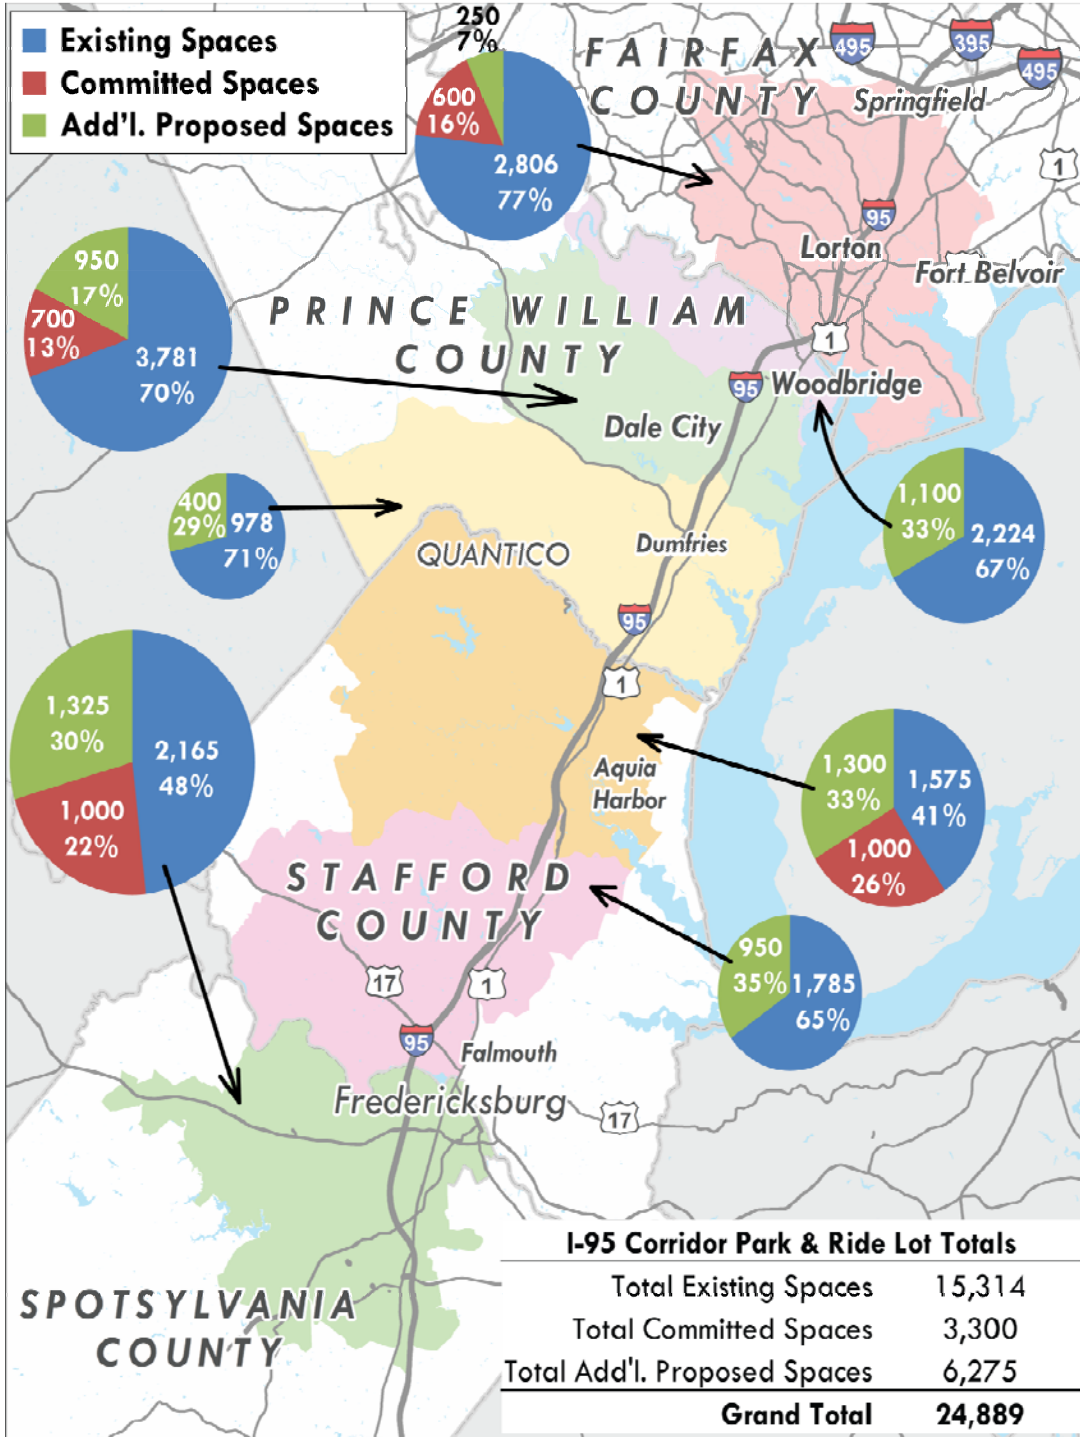 Existing Spaces
Committed Spaces
Add'l. Proposed Spaces
250
7%
600
16%
2,806
77%
FAIRFAX
COUNTY
495
395
495
Springfield
1
95
Lorton
Fort Belvoir
950
17%
700
13%
3,781
70%
PRINCE WILLIAM
COUNTY
1
95
Woodbridge
Dale City
400
29%
978
71%
QUANTICO
Dumfries
1,100
33%
2,224
67%
95
1
1,325
30%
2,165
48%
1,000
22%
Aquia
Harbor
1,300
33%
1,575
41%
1,000
26%
STAFFORD
COUNTY
950
35%
1,785
65%
17
1
95
Falmouth
Fredericksburg
17
SPOTSYLVANIA
COUNTY
I-95 Corridor Park & Ride Lot Totals
Total Existing Spaces 15,314
Total Committed Spaces 3,300
Total Add'l. Proposed Spaces 6,275
Grand Total 24,889